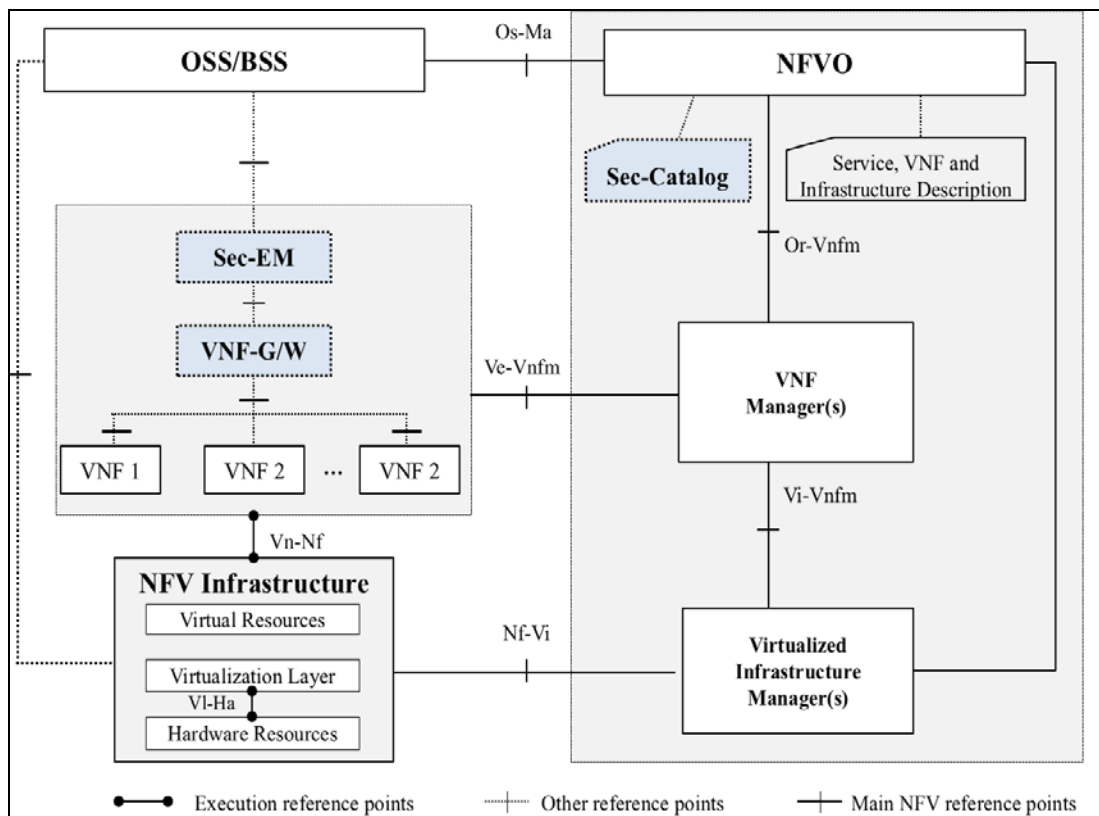 Os-Ma
OSS/BSS
NFVO
Sec-Catalog
Service, VNF and
Infrastructure Description
Sec-EM
Or-Vnfm
VNF-G/W
Ve-Vnfm
VNF
Manager(s)
VNF 1
VNF 2
...
VNF 2
Vi-Vnfm
Vn-Nf
NFV Infrastructure
Virtual Resources
Nf-Vi
Virtualized
Infrastructure
Manager(s)
Virtualization Layer
Vl-Ha
Hardware Resources
Execution reference points
Other reference points
Main NFV reference points